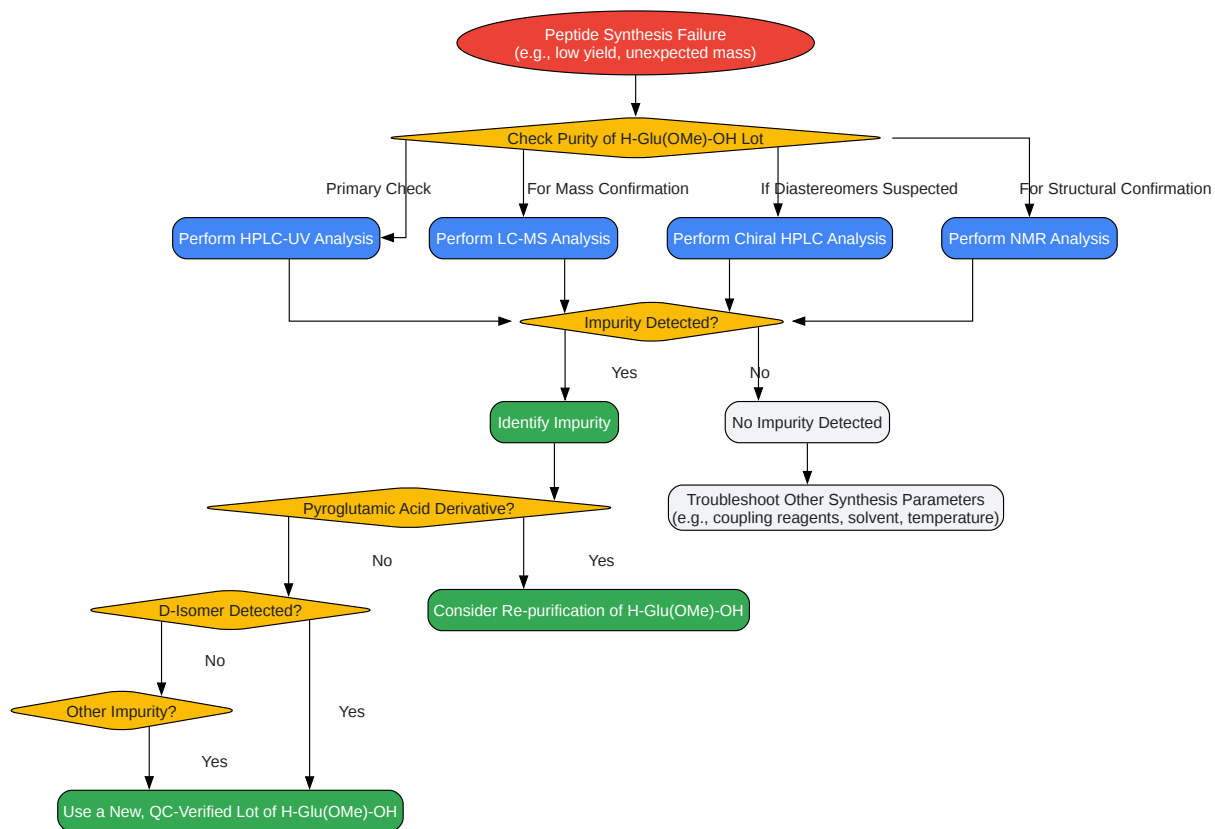 Peptide Synthesis Failure
(e.g., low yield, unexpected mass)
Check Purity of H-Glu(OMe)-OH Lot
Primary Check
For Mass Confirmation
If Diastereomers Suspected
For Structural Confirmation
Perform HPLC-UV Analysis
Perform LC-MS Analysis
Perform Chiral HPLC Analysis
Perform NMR Analysis
Impurity Detected?
Yes
No
Identify Impurity
No Impurity Detected
Pyroglutamic Acid Derivative?
Troubleshoot Other Synthesis Parameters
(e.g., coupling reagents, solvent, temperature)
No
Yes
D-Isomer Detected?
Consider Re-purification of H-Glu(OMe)-OH
No
Other Impurity?
Yes
Yes
Use a New, QC-Verified Lot of H-Glu(OMe)-OH